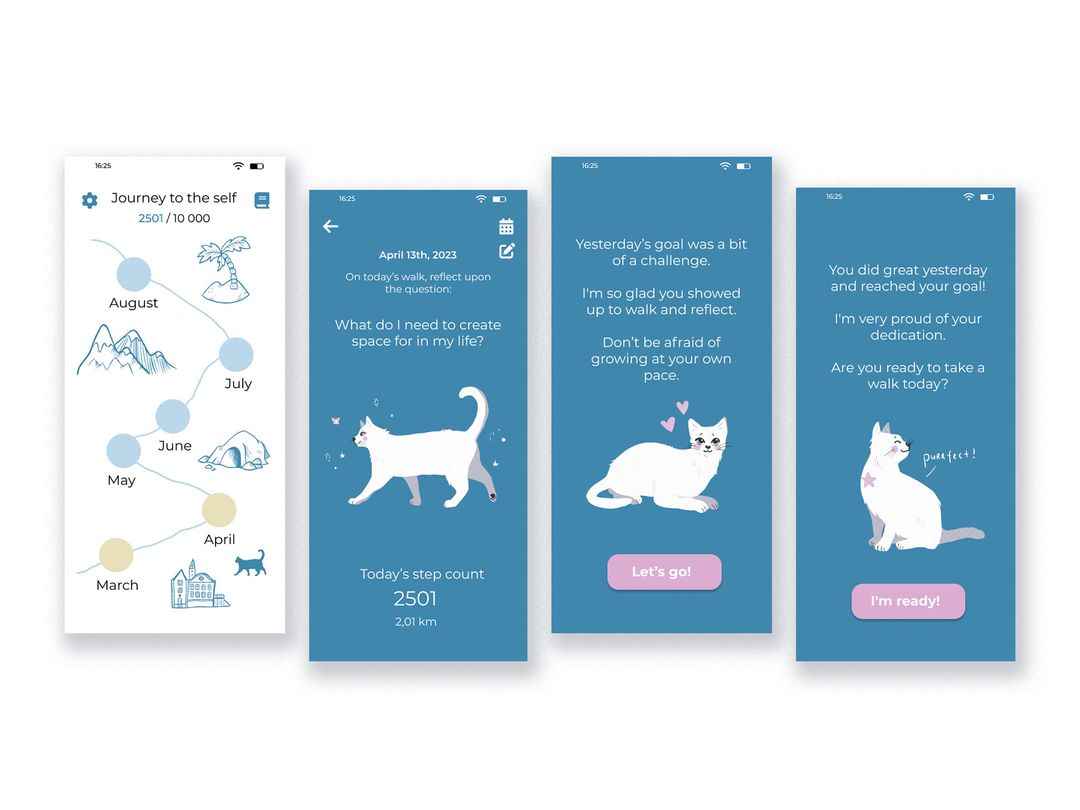 16:25
Journey to the self
2501 / 10 000
August
July
June
May
April
March
16:25
April 13th, 2023
On today's walk, reflect upon
the question:
What do I need to create
space for in my life?
Today's step count
2501
2,01 km
16:25
Yesterday's goal was a bit
of a challenge.
I'm so glad you showed
up to walk and reflect.
Don't be afraid of
growing at your own
pace.
Let's go!
16:25
You did great yesterday
and reached your goal!
I'm very proud of your
dedication.
Are you ready to take a
walk today?
purrfect!
I'm ready!